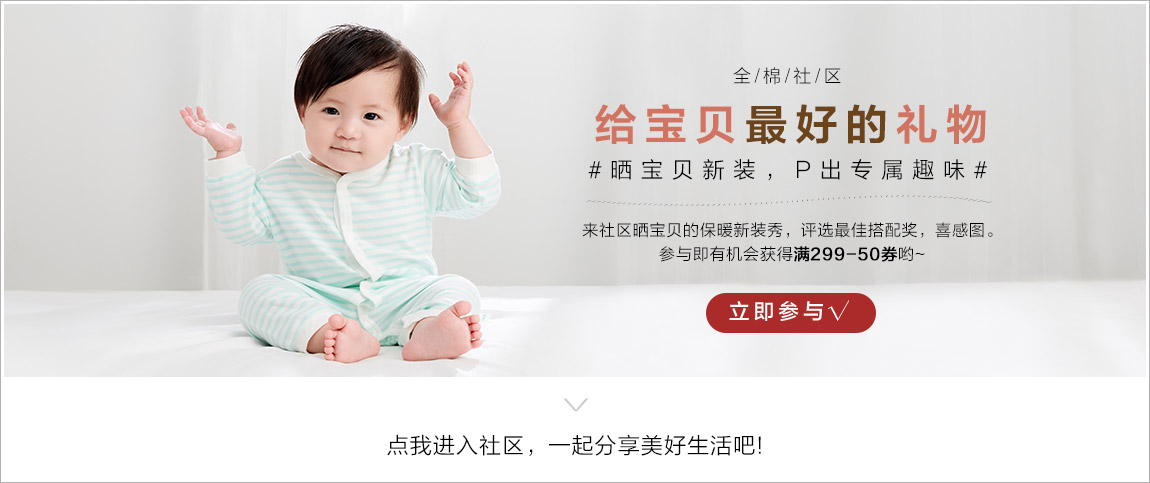 全/棉/社/区
给宝贝最好的礼物
#晒宝贝新装，P出专属趣味#
来社区晒宝贝的保暖新装秀，评选最佳搭配奖，喜感图。
参与即有机会获得满299-50券哟~
立即参与√
点我进入社区，一起分享美好生活吧!